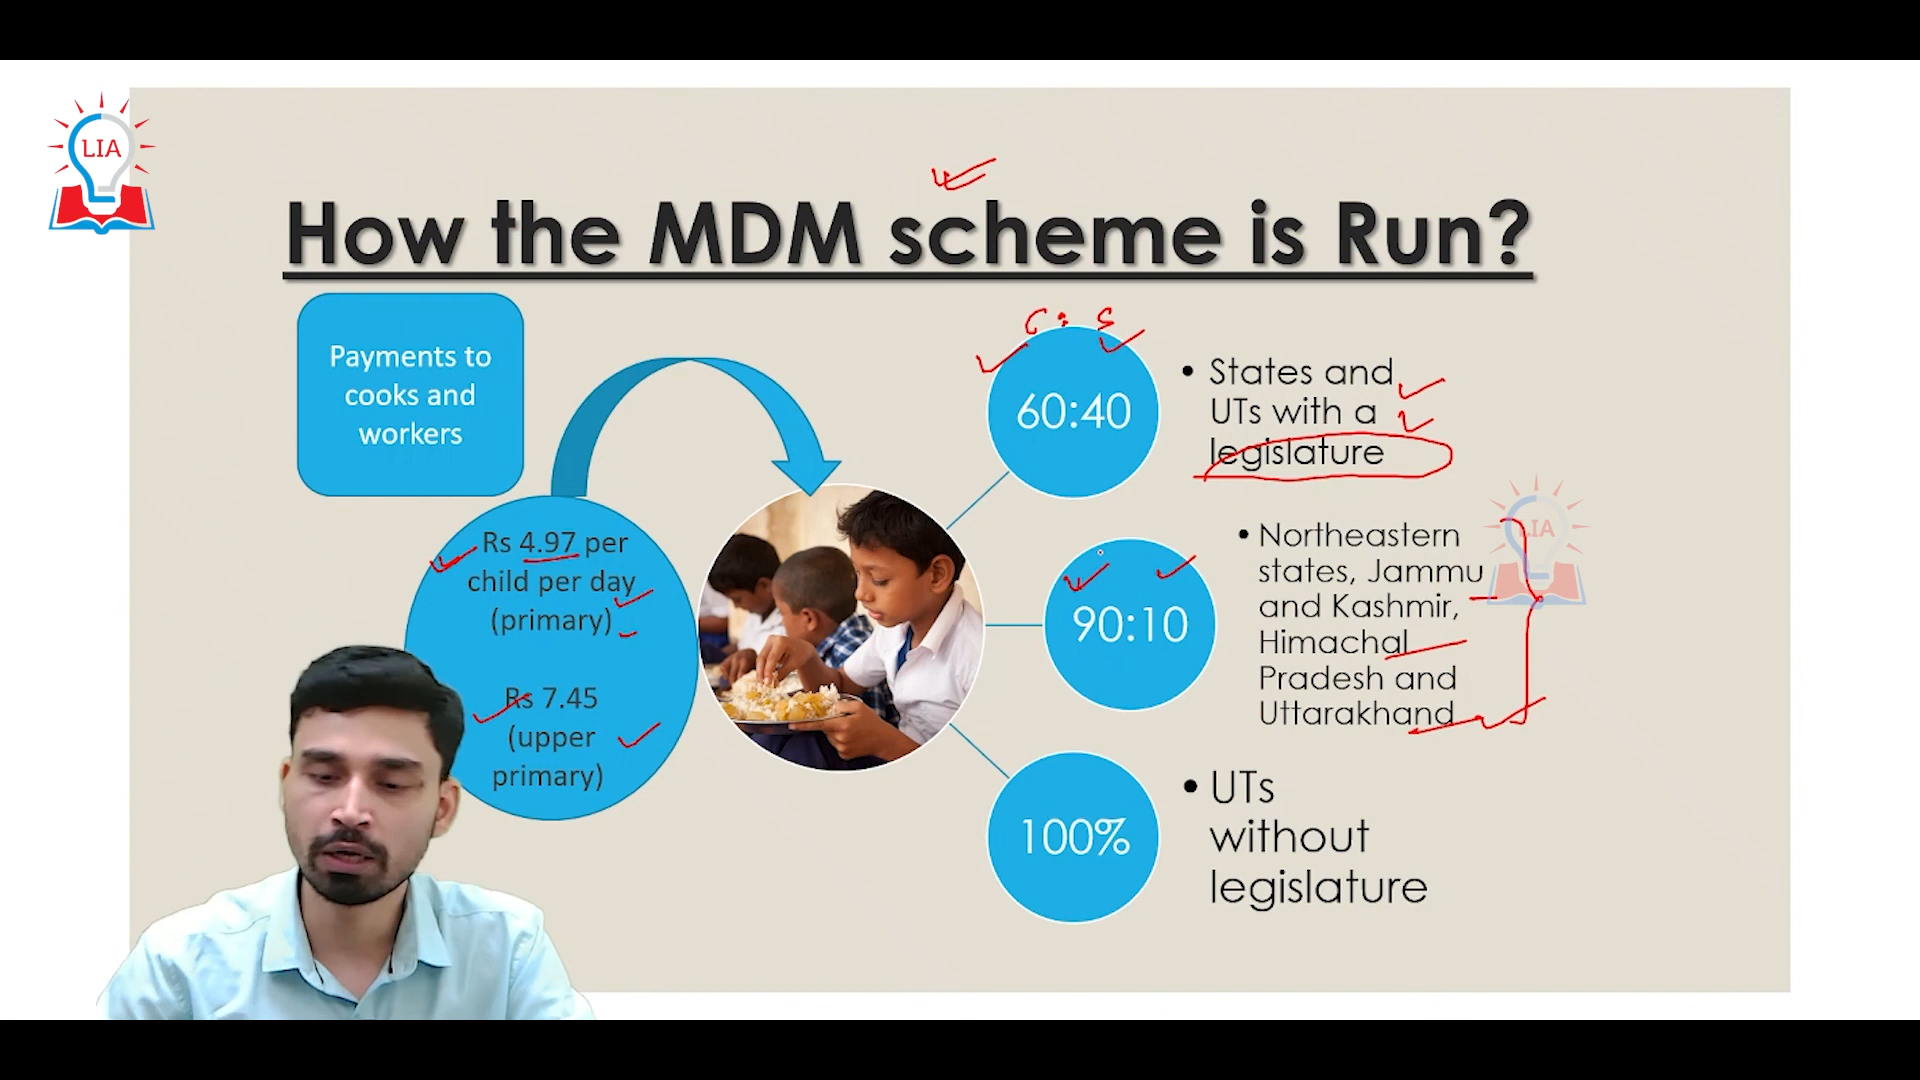 LIA
How the MDM scheme is Run?
Payments to
cooks and
workers
Rs 4.97 per
child per day
(primary)
Rs 7.45
(upper
primary)
C : S
60:40
• States and
UTs with a
legislature
90:10
• Northeastern
states, Jammu
and Kashmir,
Himachal
Pradesh and
Uttarakhand
LIA
100%
• UTs
without
legislature